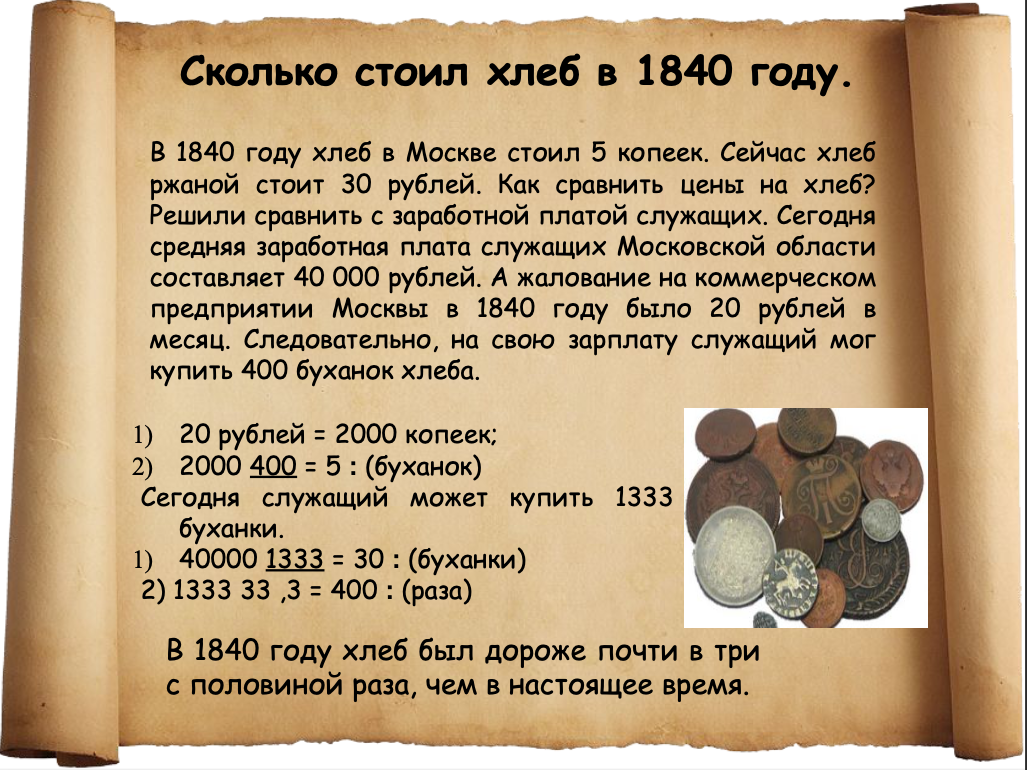 Сколько стоил хлеб в 1840 году.
В 1840 году хлеб в Москве стоил 5 копеек. Сейчас хлеб
ржаной стоит 30 рублей. Как сравнить цены на хлеб?
Решили сравнить с заработной платой служащих. Сегодня
средняя заработная плата служащих Московской области
составляет 40 000 рублей. А жалование на коммерческом
предприятии Москвы в 1840 году было 20 рублей в
месяц. Следовательно, на свою зарплату служащий мог
купить 400 буханок хлеба.
1) 20 рублей = 2000 копеек;
2) 2000 400 = 5 : (буханок)
Сегодня служащий может купить 1333
буханки.
1) 40000 1333 = 30 : (буханки)
2) 1333 33 ,3 = 400 : (раза)
В 1840 году хлеб был дороже почти в три
с половиной раза, чем в настоящее время.